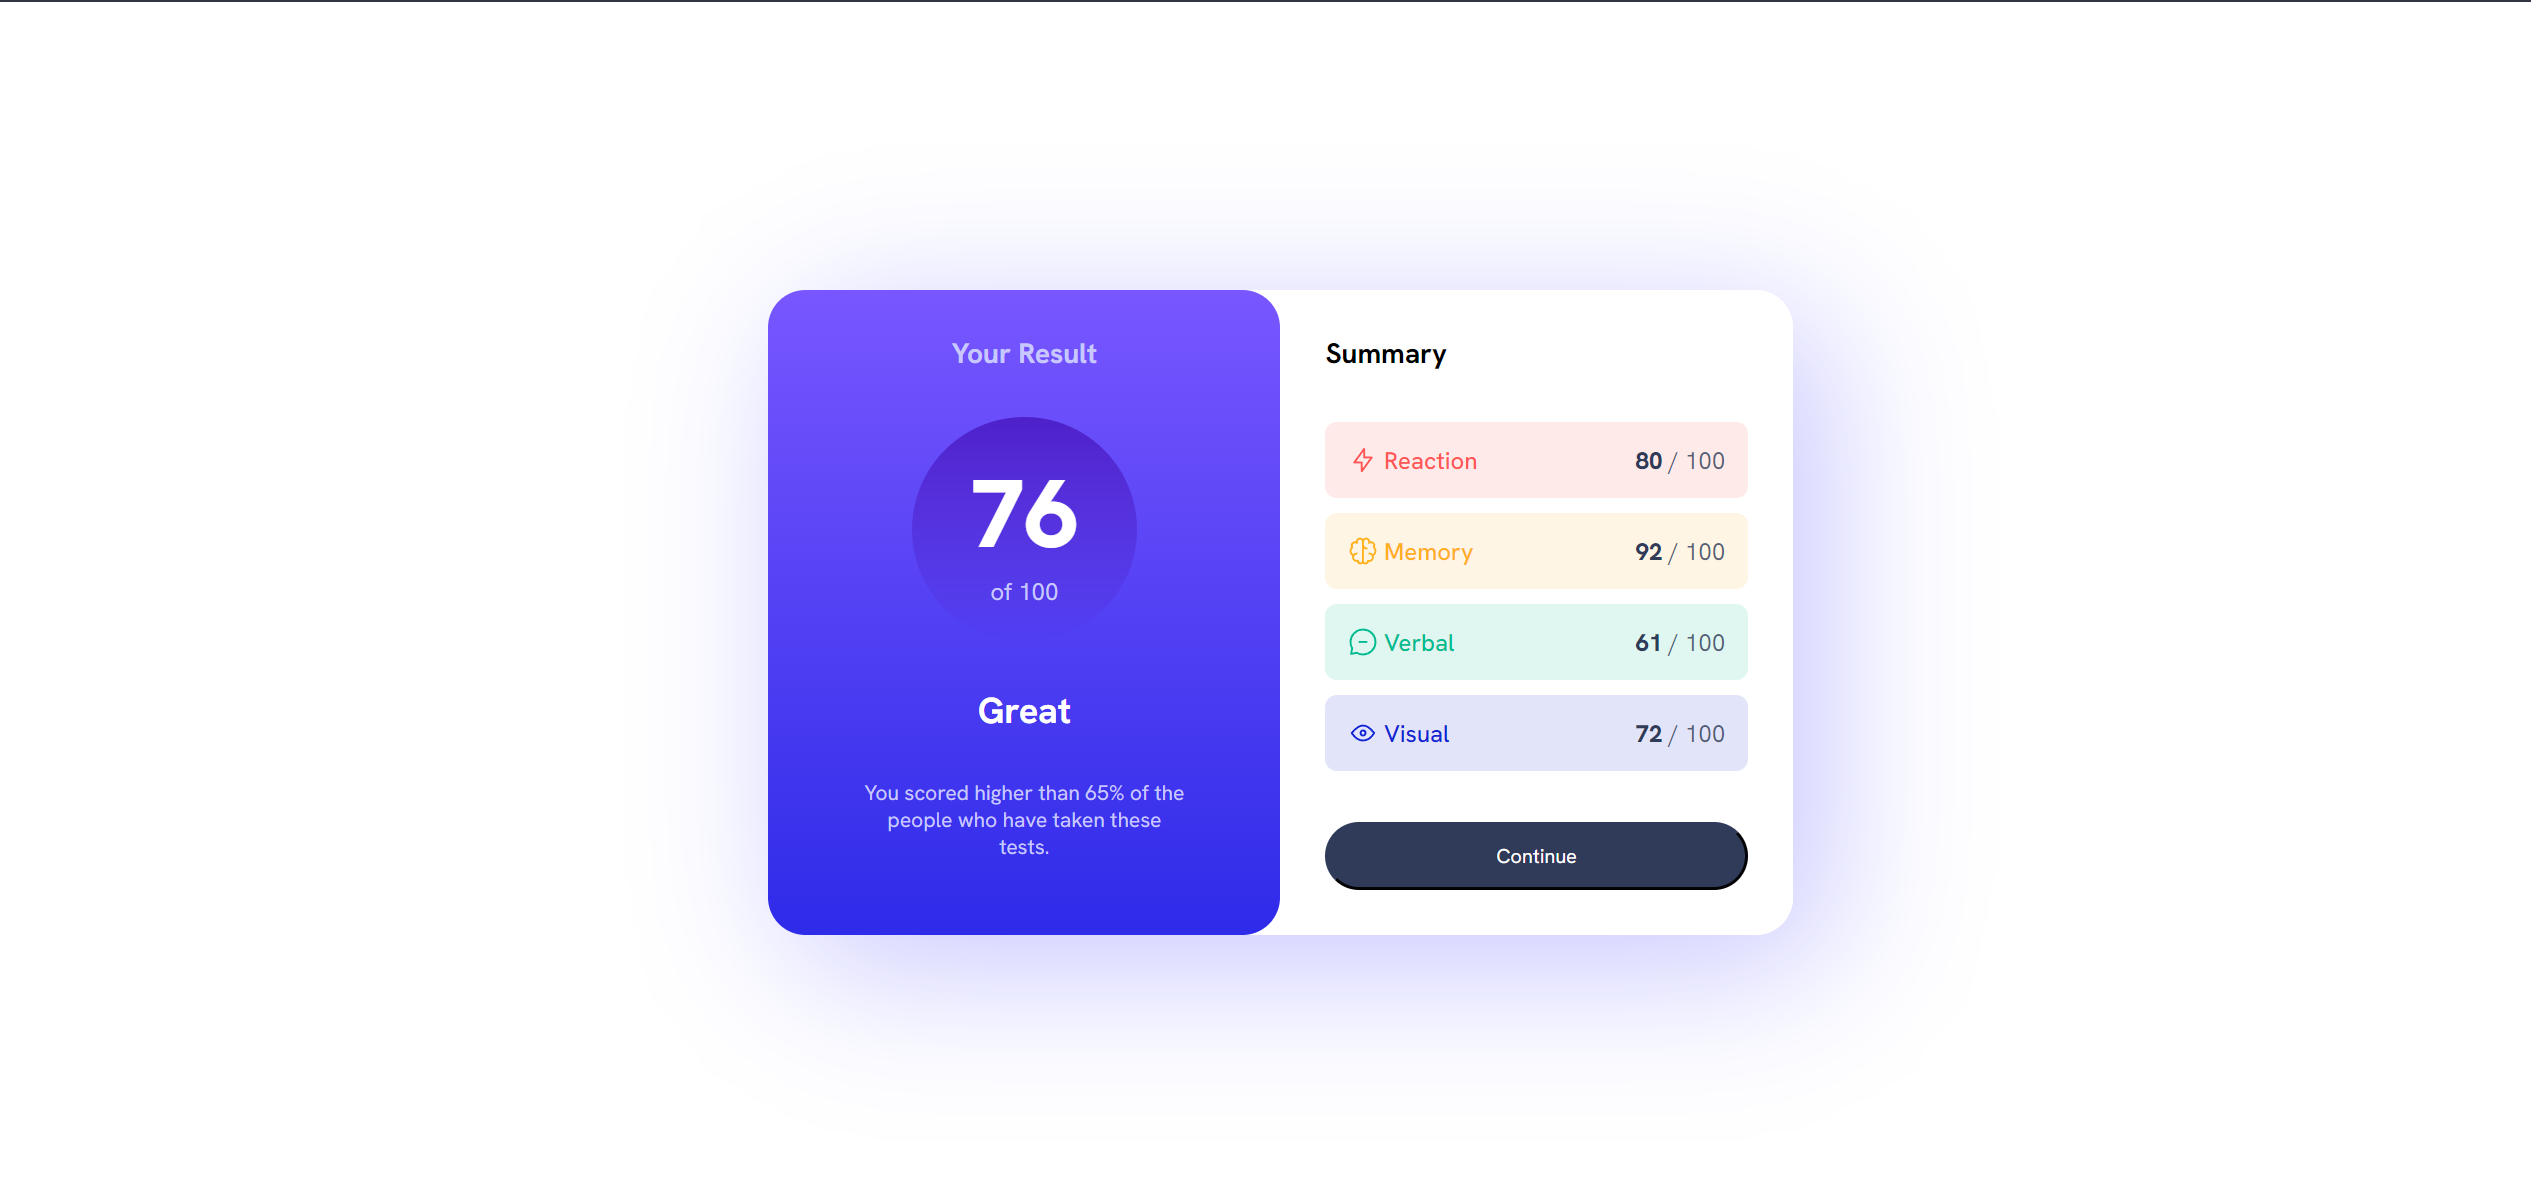 Your Result
76
of 100
Great
You scored higher than 65% of the
people who have taken these
tests.
Summary
Reaction 80 / 100
Memory 92 / 100
Verbal 61 / 100
Visual 72 / 100
Continue